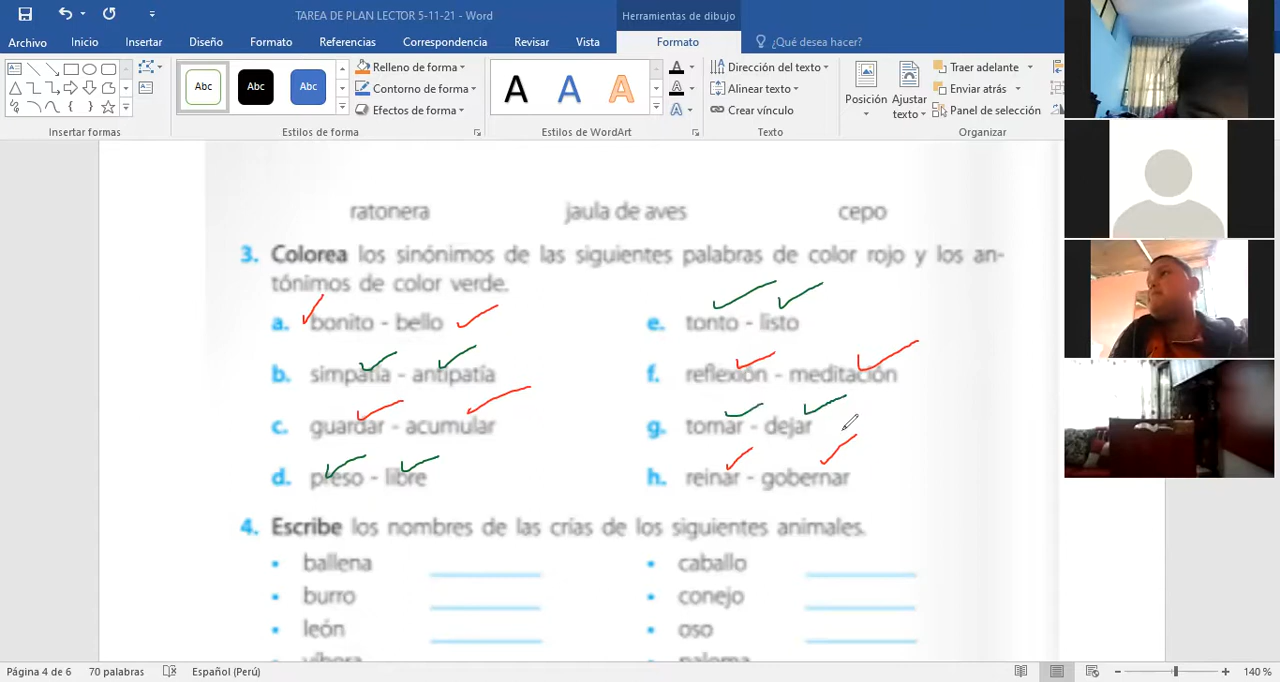 TAREA DE PLAN LECTOR 5-11-21 - Word
Herramientas de dibujo
Archivo Inicio Insertar Diseño Formato Referencias Correspondencia Revisar Vista Formato ¿Qué desea hacer?
Abc Abc Abc
Relleno de forma
Contorno de forma
Efectos de forma
A A A
A
A
A
Dirección del texto
Alinear texto
Crear vínculo
Posición
Ajustar texto
Traer adelante
Enviar atrás
Panel de selección
Insertar formas Estilos de forma Estilos de WordArt Texto Organizar
ratonera jaula de aves cepo
3. Colorea los sinónimos de las siguientes palabras de color rojo y los an-
tónimos de color verde.
a. bonito - bello e. tonto - listo
b. simpatía - antipatía f. reflexión - meditación
c. guardar - acumular g. tomar - dejar
d. preso - libre h. reinar - gobernar
4. Escribe los nombres de las crías de los siguientes animales.
• ballena • caballo
• burro • conejo
• león • oso
víbora paloma
Página 4 de 6 70 palabras Español (Perú) 140 %